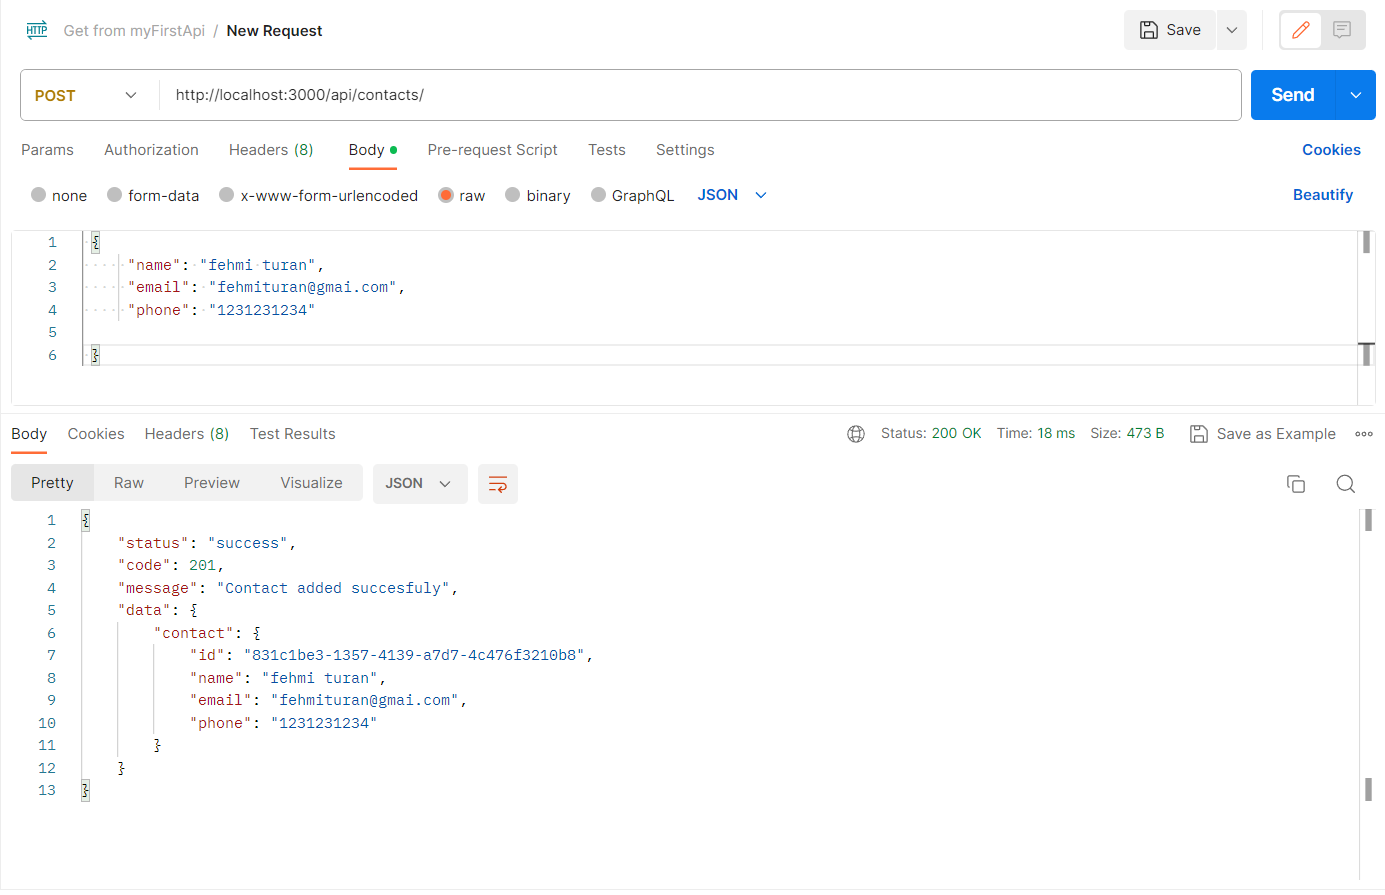 HTTP Get from myFirstApi / New Request Save
POST http://localhost:3000/api/contacts/ Send
Params Authorization Headers (8) Body Pre-request Script Tests Settings Cookies
none form-data x-www-form-urlencoded raw binary GraphQL JSON Beautify
1 {
2 "name": "fehmi turan",
3 "email": "fehmituran@gmai.com",
4 "phone": "1231231234"
5
6 }
Body Cookies Headers (8) Test Results Status: 200 OK Time: 18 ms Size: 473 B Save as Example
Pretty Raw Preview Visualize JSON
1 {
2 "status": "success",
3 "code": 201,
4 "message": "Contact added succesfuly",
5 "data": {
6 "contact": {
7 "id": "831c1be3-1357-4139-a7d7-4c476f3210b8",
8 "name": "fehmi turan",
9 "email": "fehmituran@gmai.com",
10 "phone": "1231231234"
11 }
12 }
13 }